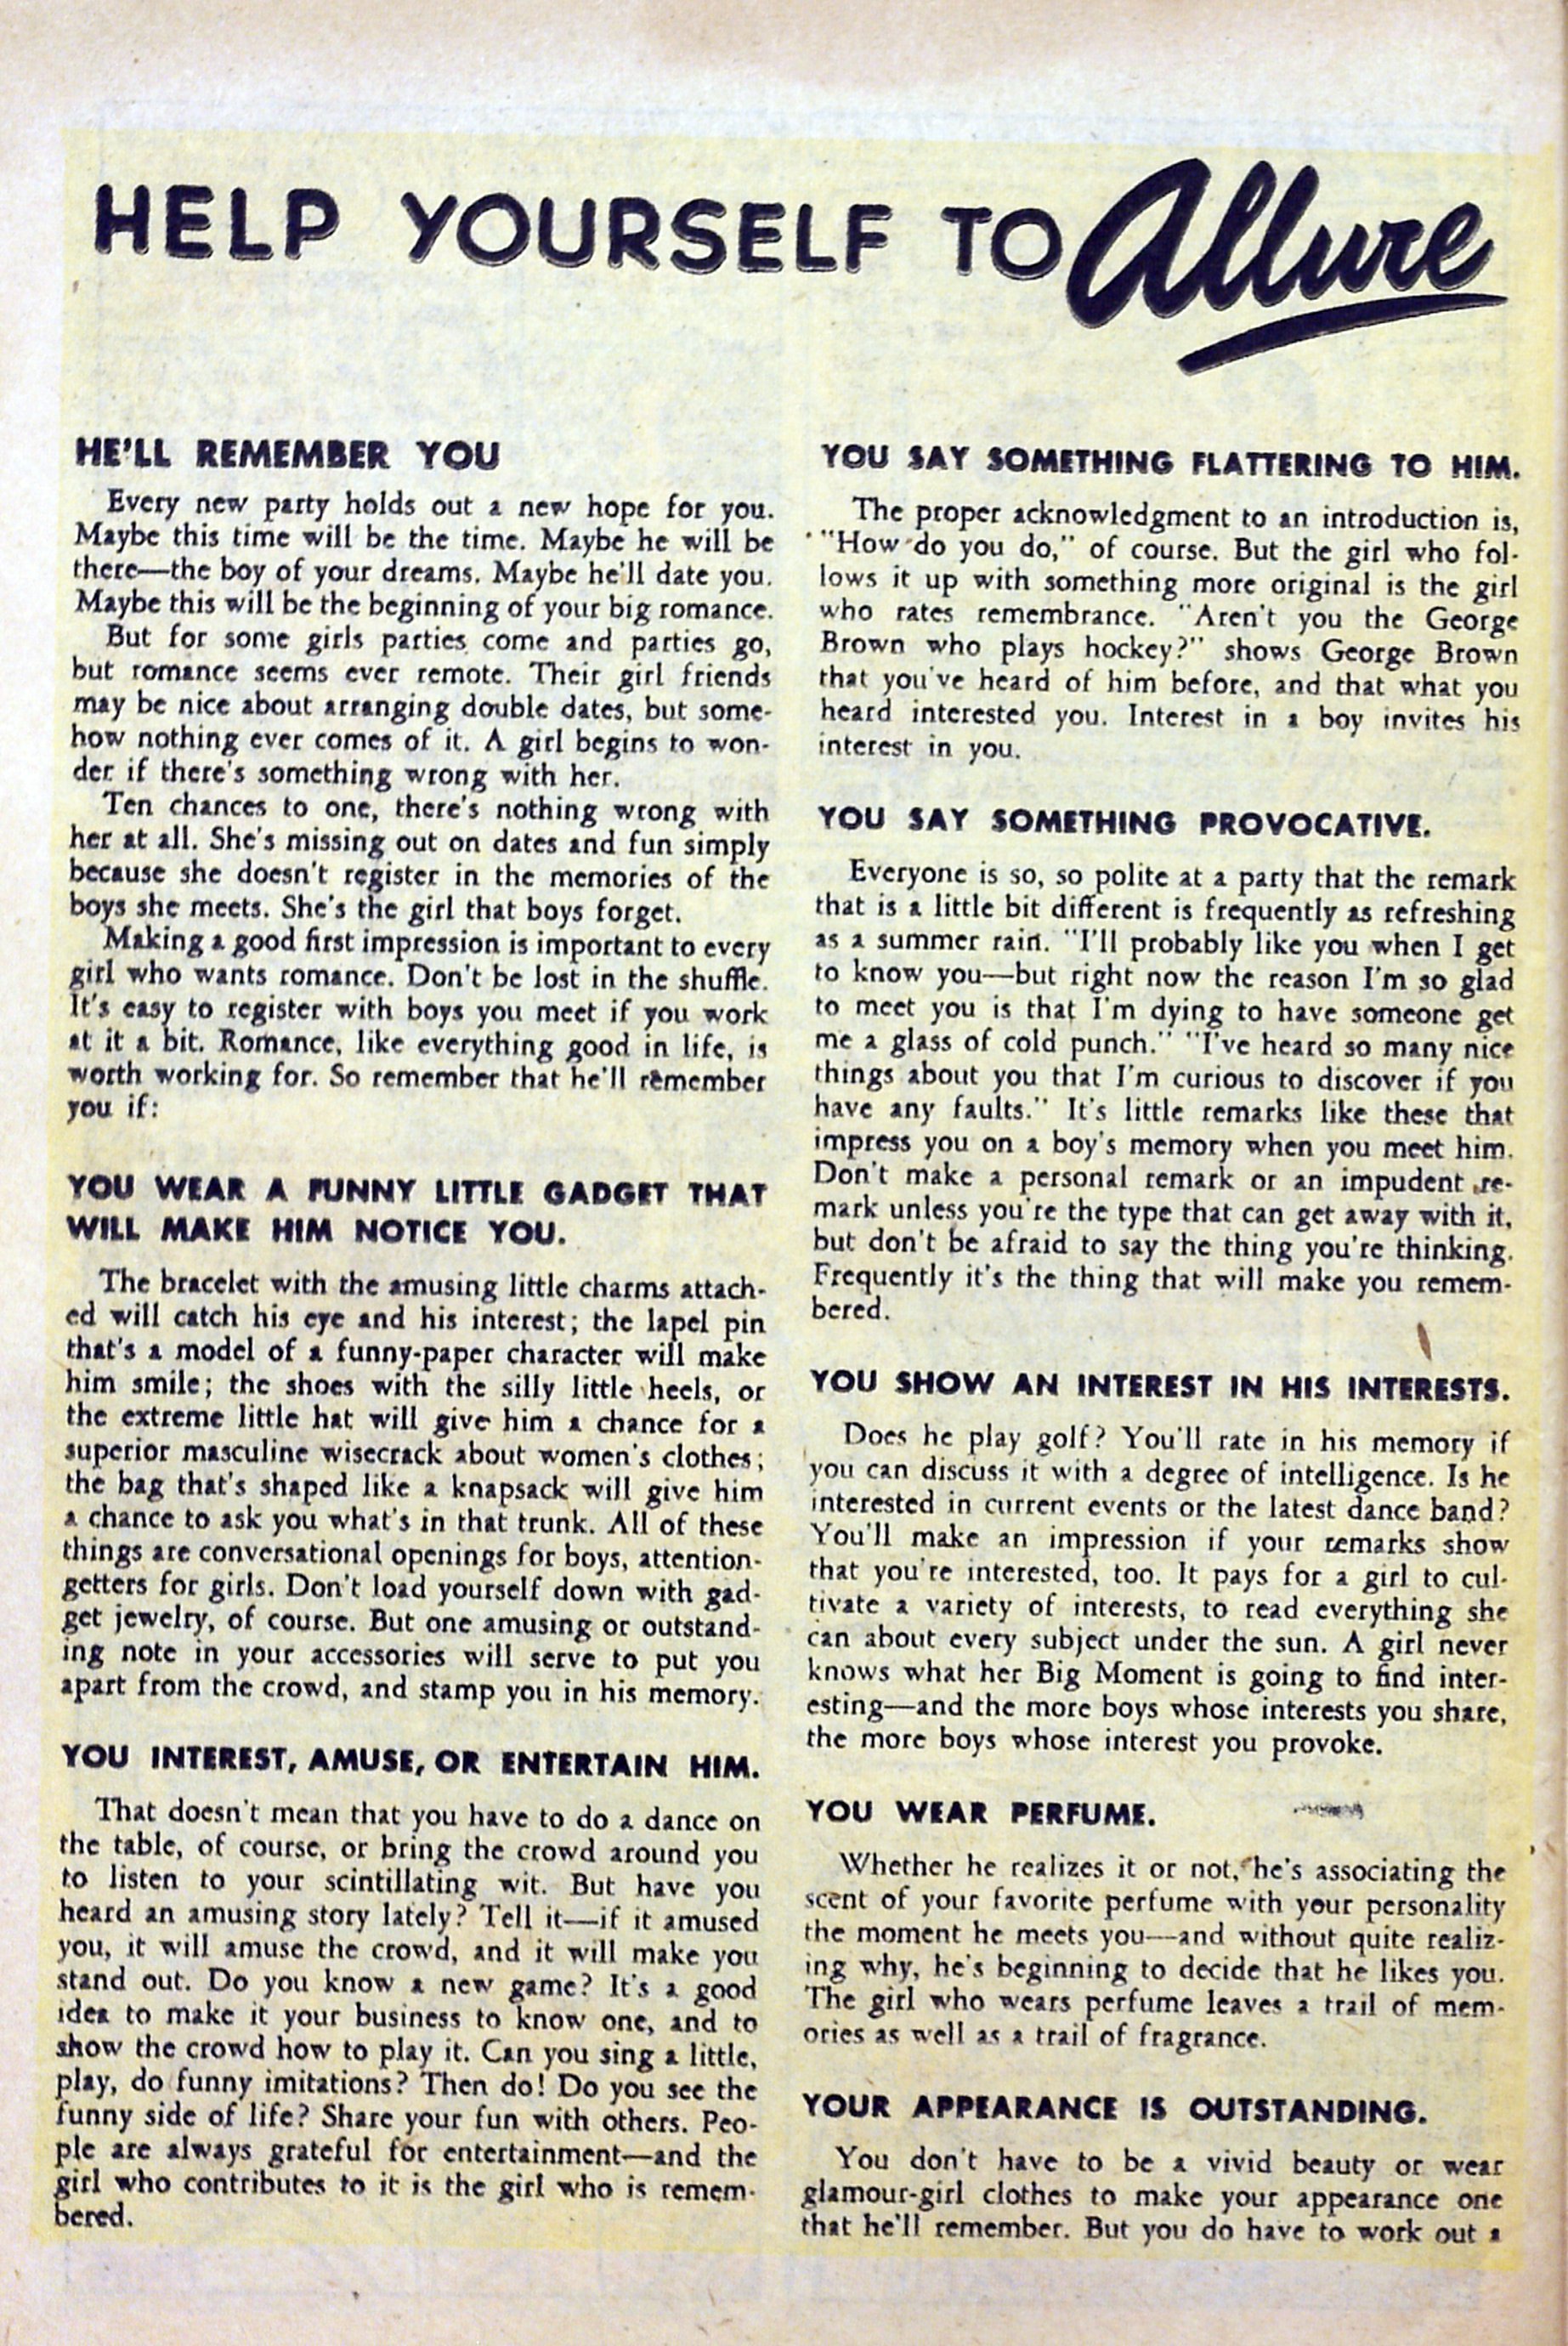 HELP YOURSELF TO Allure
HE'LL REMEMBER YOU
Every new party holds out a new hope for you.
Maybe this time will be the time. Maybe he will be
there—the boy of your dreams. Maybe he'll date you.
Maybe this will be the beginning of your big romance.
But for some girls parties come and parties go,
but romance seems ever remote. Their girl friends
may be nice about arranging double dates, but some-
how nothing ever comes of it. A girl begins to won-
der if there's something wrong with her.
Ten chances to one, there's nothing wrong with
her at all. She's missing out on dates and fun simply
because she doesn't register in the memories of the
boys she meets. She's the girl that boys forget.
Making a good first impression is important to every
girl who wants romance. Don't be lost in the shuffle.
It's easy to register with boys you meet if you work
at it a bit. Romance, like everything good in life, is
worth working for. So remember that he'll remember
you if:
YOU WEAR A FUNNY LITTLE GADGET THAT
WILL MAKE HIM NOTICE YOU.
The bracelet with the amusing little charms attach-
ed will catch his eye and his interest; the lapel pin
that's a model of a funny-paper character will make
him smile; the shoes with the silly little heels, or
the extreme little hat will give him a chance for a
superior masculine wisecrack about women's clothes;
the bag that's shaped like a knapsack will give him
a chance to ask you what's in that trunk. All of these
things are conversational openings for boys, attention-
getters for girls. Don't load yourself down with gad-
get jewelry, of course. But one amusing or outstand-
ing note in your accessories will serve to put you
apart from the crowd, and stamp you in his memory.
YOU INTEREST, AMUSE, OR ENTERTAIN HIM.
That doesn't mean that you have to do a dance on
the table, of course, or bring the crowd around you
to listen to your scintillating wit. But have you
heard an amusing story lately? Tell it—if it amused
you, it will amuse the crowd, and it will make you
stand out. Do you know a new game? It's a good
idea to make it your business to know one, and to
show the crowd how to play it. Can you sing a little,
play, do funny imitations? Then do! Do you see the
funny side of life? Share your fun with others. Peo-
ple are always grateful for entertainment—and the
girl who contributes to it is the girl who is remem-
bered.
YOU SAY SOMETHING FLATTERING TO HIM.
The proper acknowledgment to an introduction is,
"How do you do," of course. But the girl who fol-
lows it up with something more original is the girl
who rates remembrance. "Aren't you the George
Brown who plays hockey?" shows George Brown
that you've heard of him before, and that what you
heard interested you. Interest in a boy invites his
interest in you.
YOU SAY SOMETHING PROVOCATIVE.
Everyone is so, so polite at a party that the remark
that is a little bit different is frequently as refreshing
as a summer rain. "I'll probably like you when I get
to know you—but right now the reason I'm so glad
to meet you is that I'm dying to have someone get
me a glass of cold punch." "I've heard so many nice
things about you that I'm curious to discover if you
have any faults." It's little remarks like these that
impress you on a boy's memory when you meet him.
Don't make a personal remark or an impudent re-
mark unless you're the type that can get away with it,
but don't be afraid to say the thing you're thinking.
Frequently it's the thing that will make you remem-
bered.
YOU SHOW AN INTEREST IN HIS INTERESTS.
Does he play golf? You'll rate in his memory if
you can discuss it with a degree of intelligence. Is he
interested in current events or the latest dance band?
You'll make an impression if your remarks show
that you're interested, too. It pays for a girl to cul-
tivate a variety of interests, to read everything she
can about every subject under the sun. A girl never
knows what her Big Moment is going to find inter-
esting—and the more boys whose interests you share,
the more boys whose interest you provoke.
YOU WEAR PERFUME.
Whether he realizes it or not, he's associating the
scent of your favorite perfume with your personality
the moment he meets you—and without quite realiz-
ing why, he's beginning to decide that he likes you.
The girl who wears perfume leaves a trail of mem-
ories as well as a trail of fragrance.
YOUR APPEARANCE IS OUTSTANDING.
You don't have to be a vivid beauty or wear
glamour-girl clothes to make your appearance one
that he'll remember. But you do have to work out a